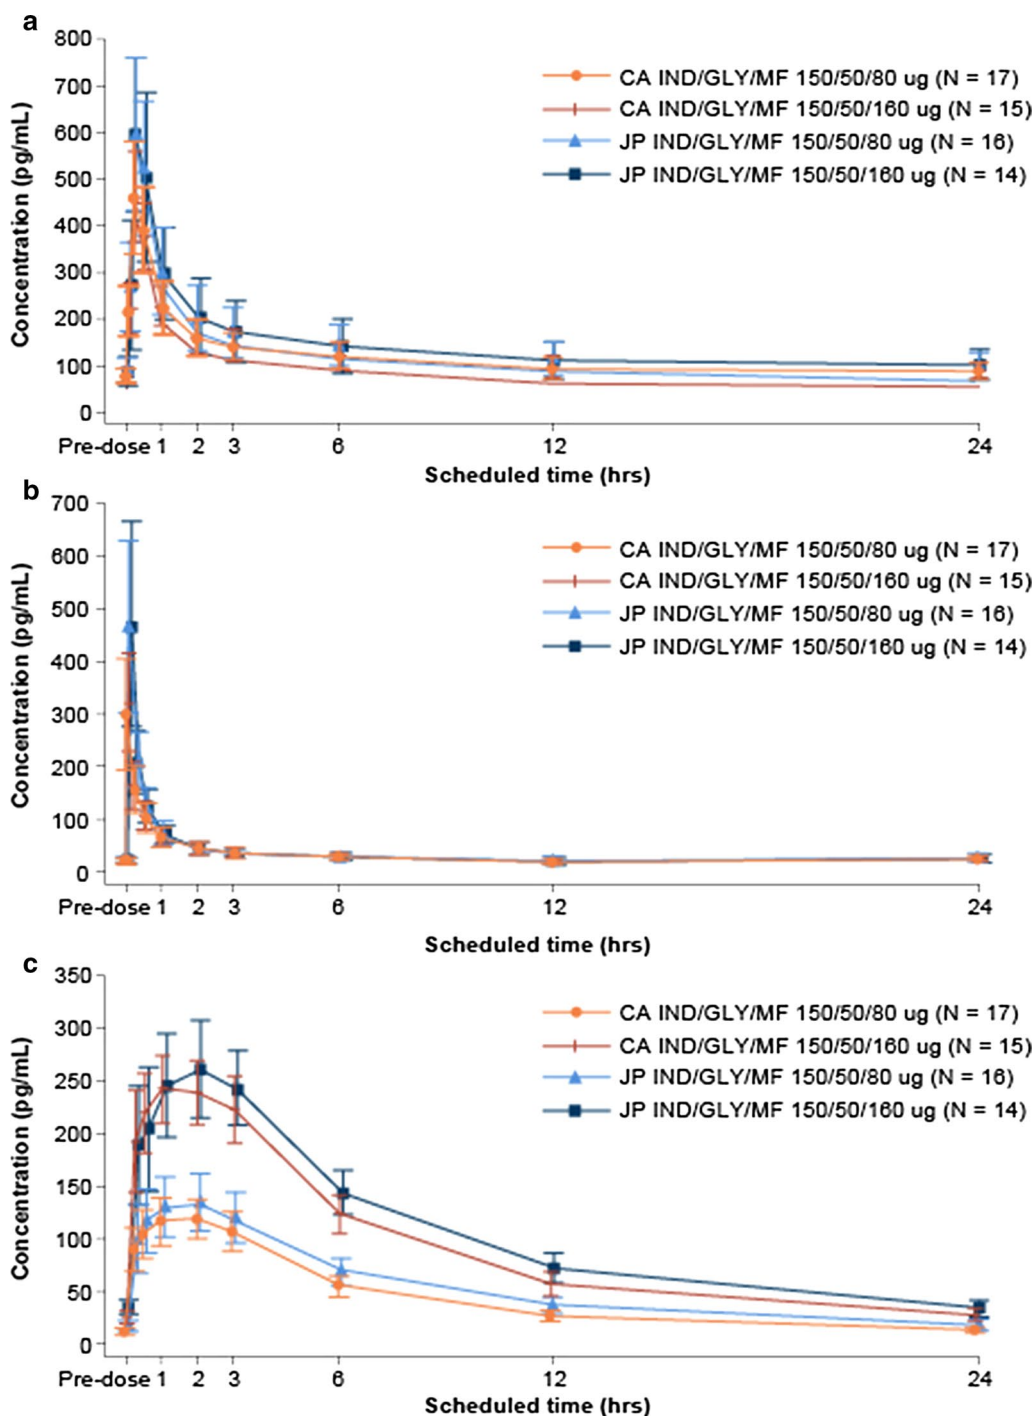 a
800
700
600
500
400
300
200
100
0
Concentration (pg/mL)
CA IND/GLY/MF 150/50/80 ug (N = 17)
CA IND/GLY/MF 150/50/160 ug (N = 15)
JP IND/GLY/MF 150/50/80 ug (N = 16)
JP IND/GLY/MF 150/50/160 ug (N = 14)
Pre-dose 1 2 3 6 12 24
Scheduled time (hrs)
b
700
600
500
400
300
200
100
0
Concentration (pg/mL)
CA IND/GLY/MF 150/50/80 ug (N = 17)
CA IND/GLY/MF 150/50/160 ug (N = 15)
JP IND/GLY/MF 150/50/80 ug (N = 16)
JP IND/GLY/MF 150/50/160 ug (N = 14)
Pre-dose 1 2 3 6 12 24
Scheduled time (hrs)
c
350
300
250
200
150
100
50
0
Concentration (pg/mL)
CA IND/GLY/MF 150/50/80 ug (N = 17)
CA IND/GLY/MF 150/50/160 ug (N = 15)
JP IND/GLY/MF 150/50/80 ug (N = 16)
JP IND/GLY/MF 150/50/160 ug (N = 14)
Pre-dose 1 2 3 6 12 24
Scheduled time (hrs)